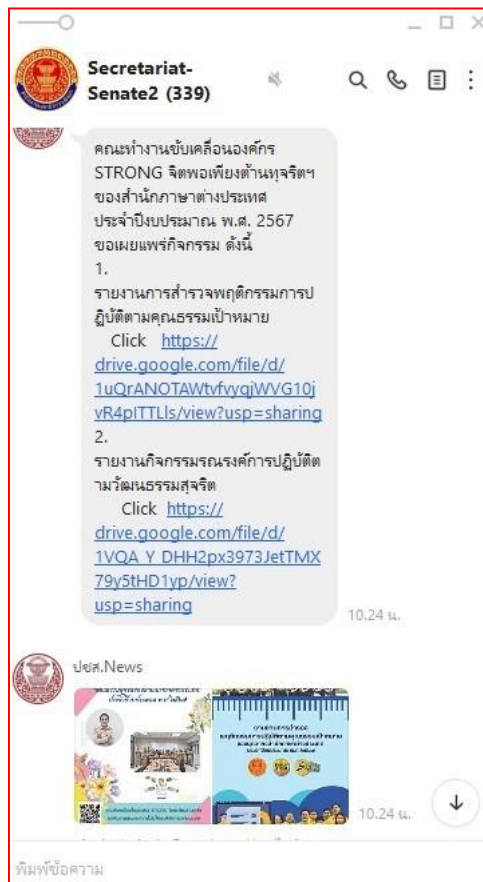 Secretariat-
Senate2 (339)
คณะทำงานขับเคลื่อนองค์กร
STRONG จิตพอเพียงต้านทุจริตฯ
ของสำนักภาษาต่างประเทศ
ประจำปีงบประมาณ พ.ศ. 2567
ขอเผยแพร่กิจกรรม ดังนี้
1.
รายงานการสำรวจพฤติกรรมการป
ฏิบัติตามคุณธรรมเป้าหมาย
Click https://
drive.google.com/file/d/
1uQrANOTAWtvfvyqjWVG10j
vR4pITTLls/view?usp=sharing
2.
รายงานกิจกรรมรณรงค์การปฏิบัติต
ามวัฒนธรรมสุจริต
Click https://
drive.google.com/file/d/
1VQA_Y_DHH2px3973JetTMX
79y5tHD1yp/view?
usp=sharing
10.24 น.
ปชส.News
10.24 น.
พิมพ์ข้อความ